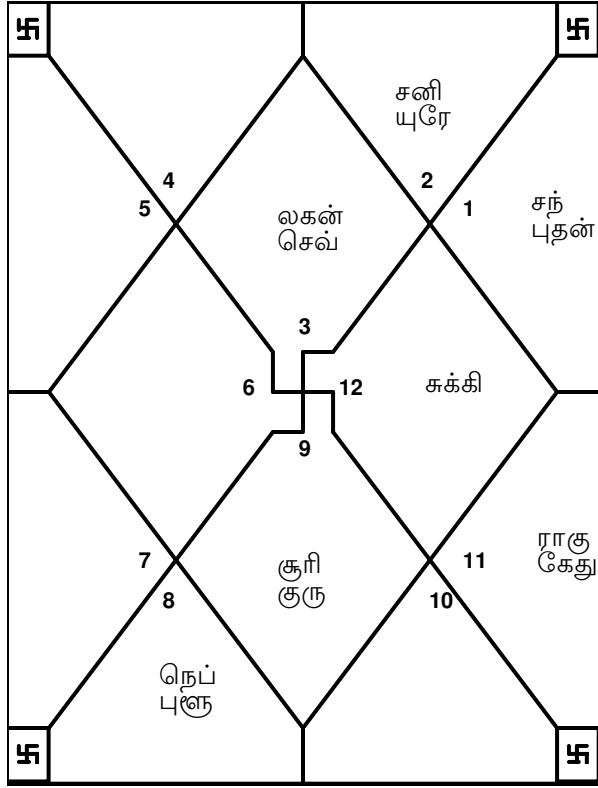 சனி
யுரே
4
2
5
1
லகன்
செவ்
சந்
புதன்
3
6
12
சுக்கி
9
7
11
ராகு
கேது
சூரி
குரு
8
10
நெப்
புளூ